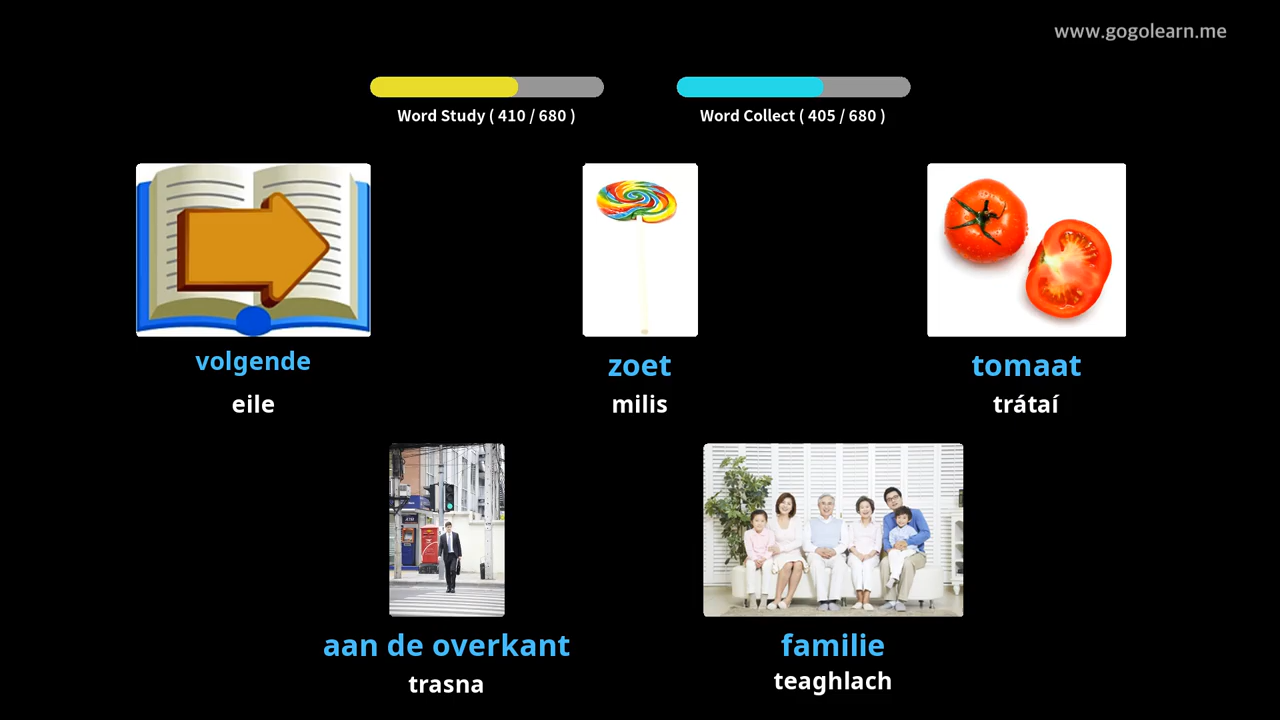 www.gogolearn.me
Word Study ( 410 / 680 )
Word Collect ( 405 / 680 )
volgende
eile
zoet
milis
tomaat
trátaí
aan de overkant
trasna
familie
teaghlach